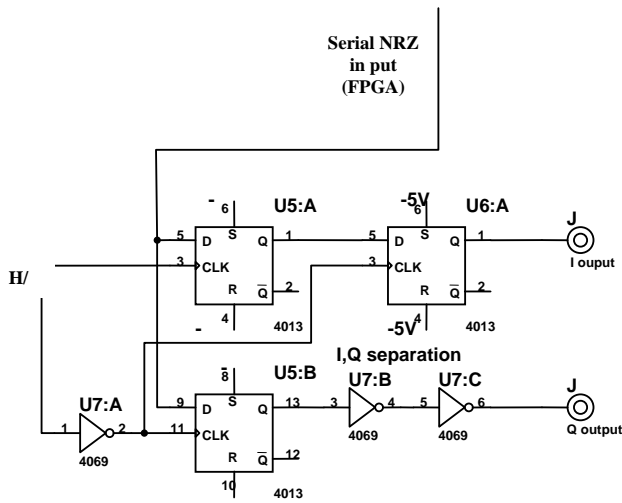 Serial NRZ
in put
(FPGA)
- 6 U5:A -5V 6 U6:A J
5 D S Q 1 5 D S Q 1
I ouput
3 CLK 3 CLK
H/
R Q 2 R Q 2
- 4 4013 -5V 4 4013
I,Q separation
- 8 U5:B U7:B U7:C J
U7:A
9 D S Q 13 3 4 5 6
Q output
1 2 11 CLK 4069 4069
4069 R Q 12
10 4013